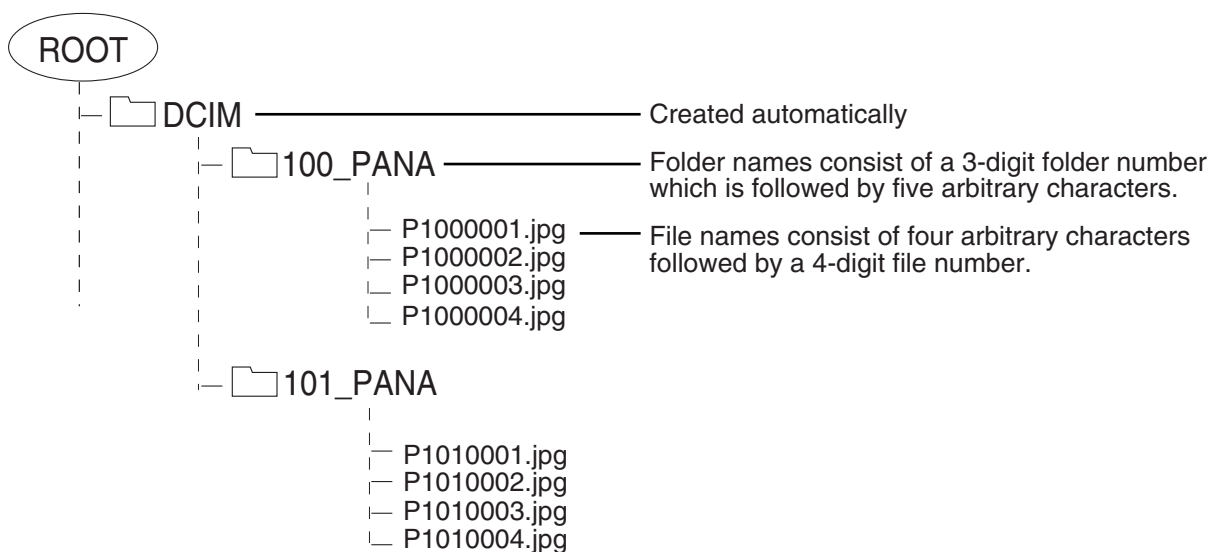 ROOT
DCIM
Created automatically
100_PANA
Folder names consist of a 3-digit folder number
which is followed by five arbitrary characters.
P1000001.jpg
File names consist of four arbitrary characters
followed by a 4-digit file number.
P1000002.jpg
P1000003.jpg
P1000004.jpg
101_PANA
P1010001.jpg
P1010002.jpg
P1010003.jpg
P1010004.jpg